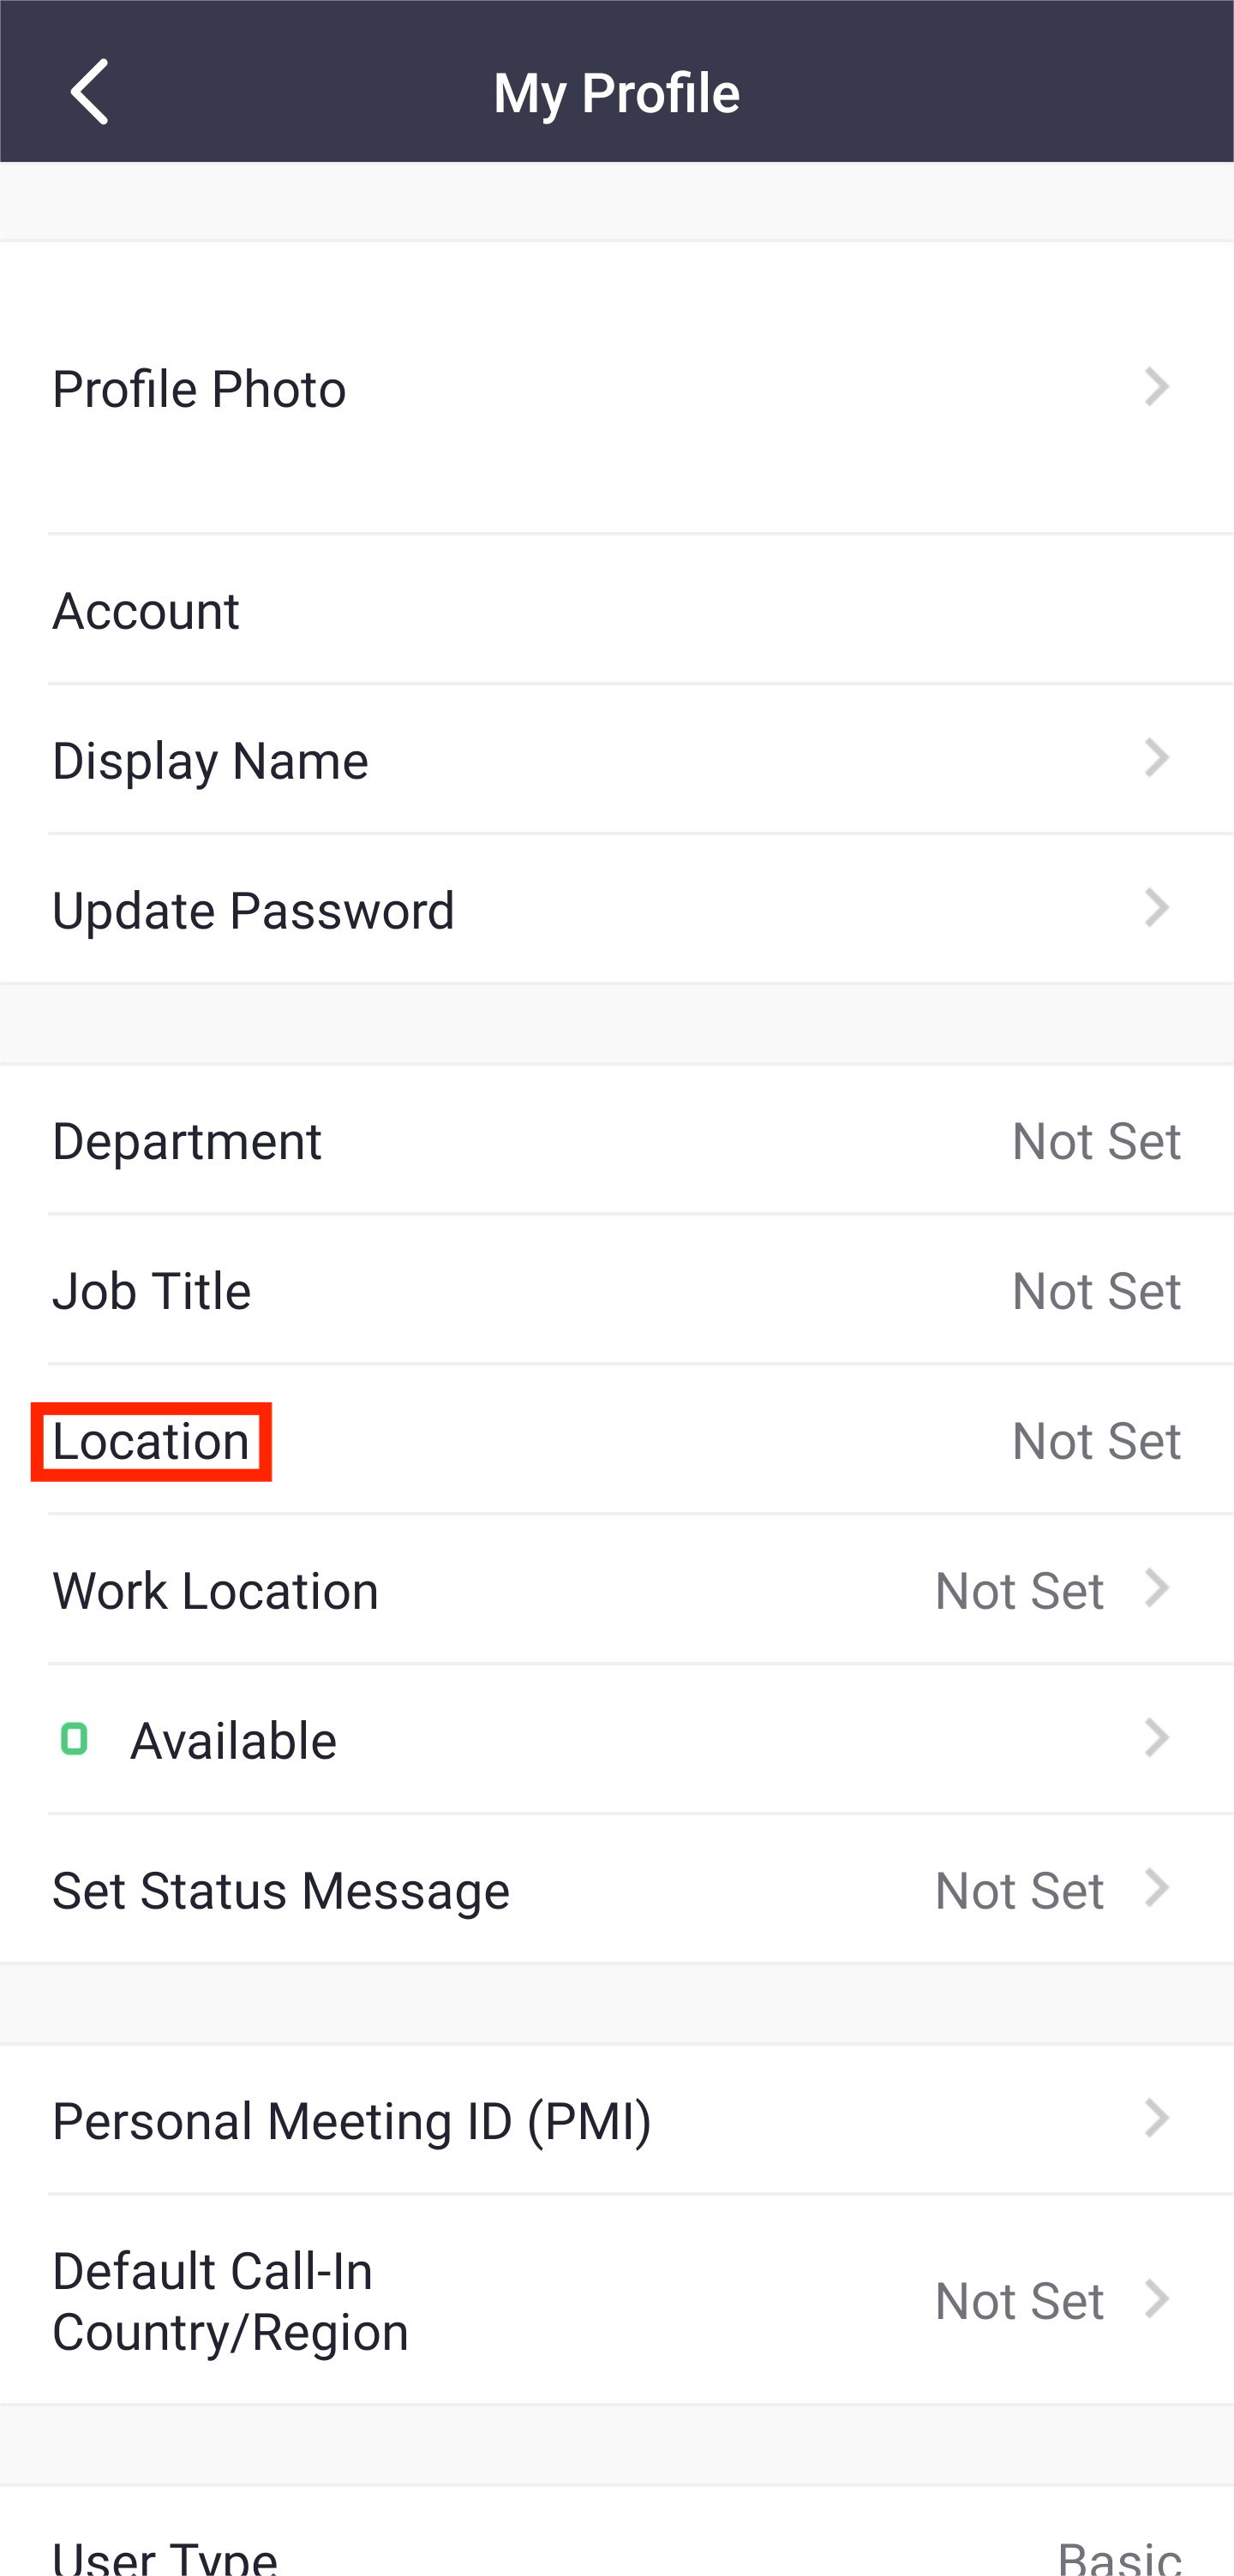 My Profile
Profile Photo
Account
Display Name
Update Password
Department Not Set
Job Title Not Set
Location Not Set
Work Location Not Set
Available
Set Status Message Not Set
Personal Meeting ID (PMI)
Default Call-In
Country/Region Not Set
User Type Basic